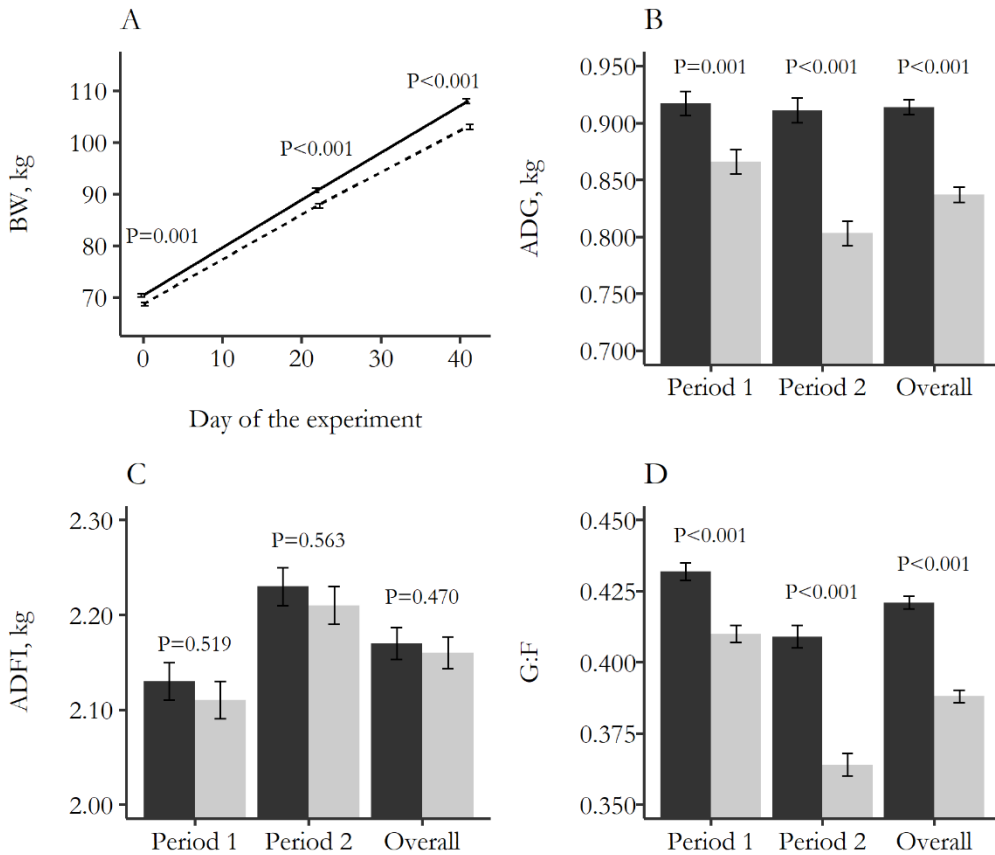 A
BW, kg
110
100
90
80
70
P=0.001
P<0.001
P<0.001
0 10 20 30 40
Day of the experiment
B
ADG, kg
0.950
0.900
0.850
0.800
0.750
0.700
P=0.001 P<0.001 P<0.001
Period 1 Period 2 Overall
C
ADFI, kg
2.30
2.20
2.10
2.00
P=0.519
P=0.563
P=0.470
Period 1 Period 2 Overall
D
G:F
0.450
0.425
0.400
0.375
0.350
P<0.001
P<0.001
P<0.001
Period 1 Period 2 Overall